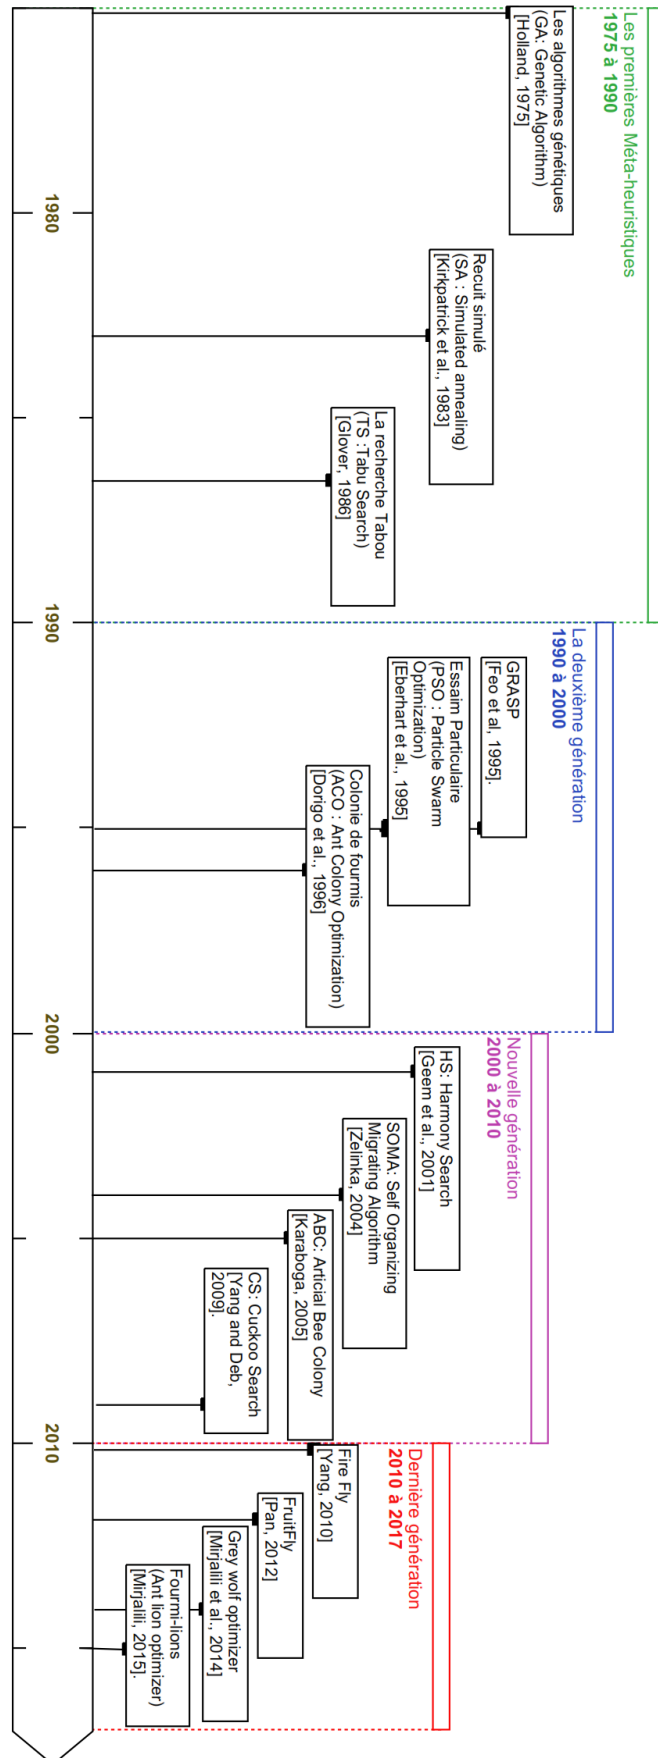 Les premières Méta-heuristiques
1975 à 1990
Les algorithmes génétiques
(GA: Genetic Algorithm)
[Holland, 1975]
Recuit simulé
(SA : Simulated annealing)
[Kirkpatrick et al., 1983]
La recherche Tabou
(TS :Tabu Search)
[Glover, 1986]
La deuxième génération
1990 à 2000
GRASP
[Feo et al, 1995].
Essaim Particulaire
(PSO : Particle Swarm
Optimization)
[Eberhart et al., 1995]
Colonie de fourmis
(ACO : Ant Colony Optimization)
[Dorigo et al., 1996]
Nouvelle génération
2000 à 2010
HS: Harmony Search
[Geem et al., 2001]
SOMA: Self Organizing
Migrating Algorithm
[Zelinka, 2004]
ABC: Articial Bee Colony
[Karaboga, 2005]
CS: Cuckoo Search
[Yang and Deb,
2009].
Dernière génération
2010 à 2017
Fire Fly
[Yang, 2010]
FruitFly
[Pan, 2012]
Grey wolf optimizer
[Mirjalili et al., 2014]
Fourmi-lions
(Ant lion optimizer)
[Mirjalili, 2015].
1980
1990
2000
2010